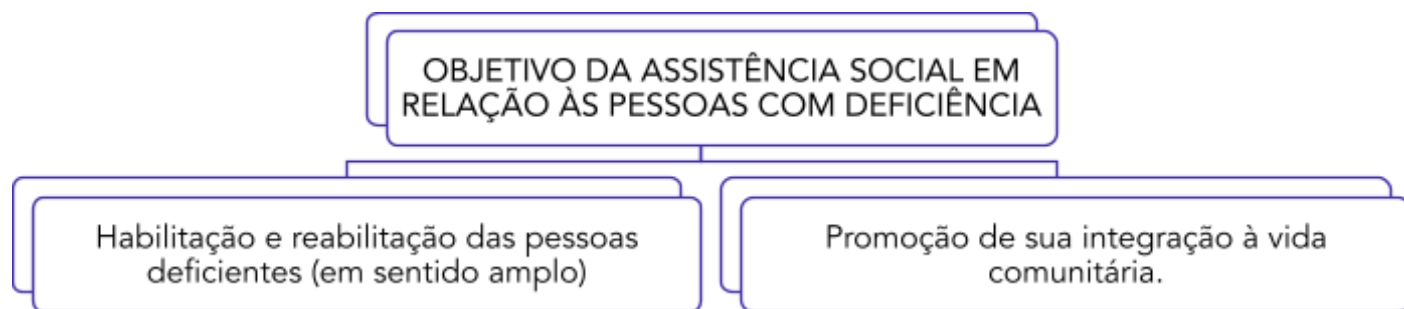 OBJETIVO DA ASSISTÊNCIA SOCIAL EM
RELAÇÃO ÀS PESSOAS COM DEFICIÊNCIA
Habilitação e reabilitação das pessoas
deficientes (em sentido amplo)
Promoção de sua integração à vida
comunitária.